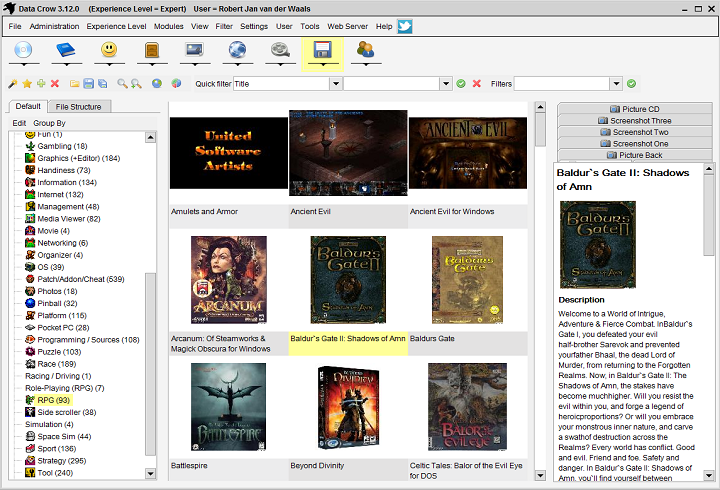 Data Crow 3.12.0 (Experience Level = Expert) User = Robert Jan van der Waals
File Administration Experience Level Modules View Filter Settings User Tools Web Server Help
Quick filter Title Filters
Default File Structure
Edit Group By
Fun (1)
Gambling (18)
Graphics (+Editor) (184)
Handiness (73)
Information (134)
Internet (132)
Management (48)
Media Viewer (82)
Movie (4)
Networking (6)
Organizer (4)
OS (39)
Patch/Addon/Cheat (539)
Photos (18)
Pinball (32)
Platform (116)
Pocket PC (28)
Programming / Sources (108)
Puzzle (103)
Race (189)
Racing / Driving (1)
Role-Playing (RPG) (7)
RPG (93)
Side scroller (38)
Simulation (4)
Space Sim (44)
Sport (136)
Strategy (295)
Tool (240)
United
Software
Artists
Amulets and Armor
Ancient Evil
ANCIENT EVIL
Ancient Evil for Windows
ARCANUM
Arcanum: Of Steamworks &
Magick Obscura for Windows
BALDURS
GATE II
Baldur`s Gate II: Shadows of Amn
BALDURS
GATE
Baldurs Gate
BATTLESPIRE
Battlespire
BEYOND
DIVINITY
Beyond Divinity
BALOR OF THE
EVIL EYE
Celtic Tales: Balor of the Evil Eye
for DOS
Picture CD
Screenshot Three
Screenshot Two
Screenshot One
Picture Back
Baldur`s Gate II: Shadows
of Amn
BALDURS
GATE II
Description
Welcome to a World of Intrigue,
Adventure & Fierce Combat. InBaldur`s
Gate I, you defeated your evil
half-brother Sarevok and prevented
yourfather Bhaal, the dead Lord of
Murder, from returning to the Forgotten
Realms. Now, in Baldur`s Gate II: The
Shadows of Amn, the stakes have
become muchhigher. Will you resist the
evil within you, and forge a legend of
heroicproportions? Or will you embrace
your monstrous inner nature, and carve
a swathof destruction across the
Realms? Every world has conflict. Good
and evil. Friend and foe. Safety and
danger. In Baldur`s Gate II: Shadows of
Amn, you`ll find yourself between